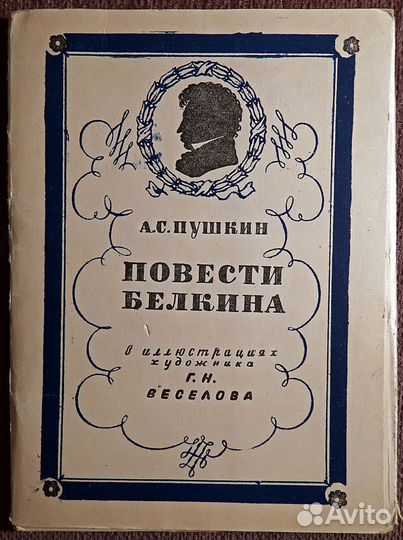 А.С. ПУШКИН
ПОВЕСТИ
БЕЛКИНА
в иллюстрациях
художника
Г. Н.
ВЕСЕЛОВА
Avito